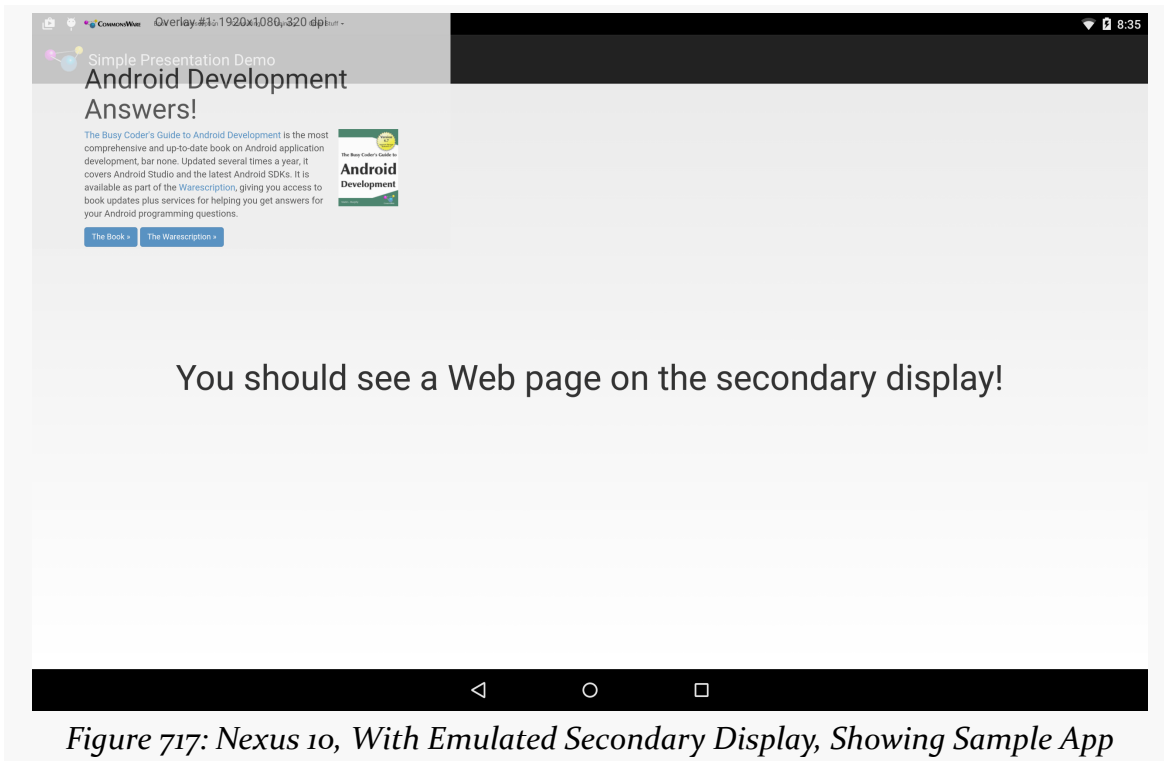 COMMONSWARE
Overlay #1: 1920x1080, 320 dpi
8:35
Simple Presentation Demo
Android Development
Answers!
The Busy Coder's Guide to Android Development is the most
comprehensive and up-to-date book on Android application
development, bar none. Updated several times a year, it
covers Android Studio and the latest Android SDKs. It is
available as part of the Warescription, giving you access to
book updates plus services for helping you get answers for
your Android programming questions.
The Busy Coder's Guide to
Android
Development
The Book »
The Warescription »
You should see a Web page on the secondary display!
Figure 717: Nexus 10, With Emulated Secondary Display, Showing Sample App